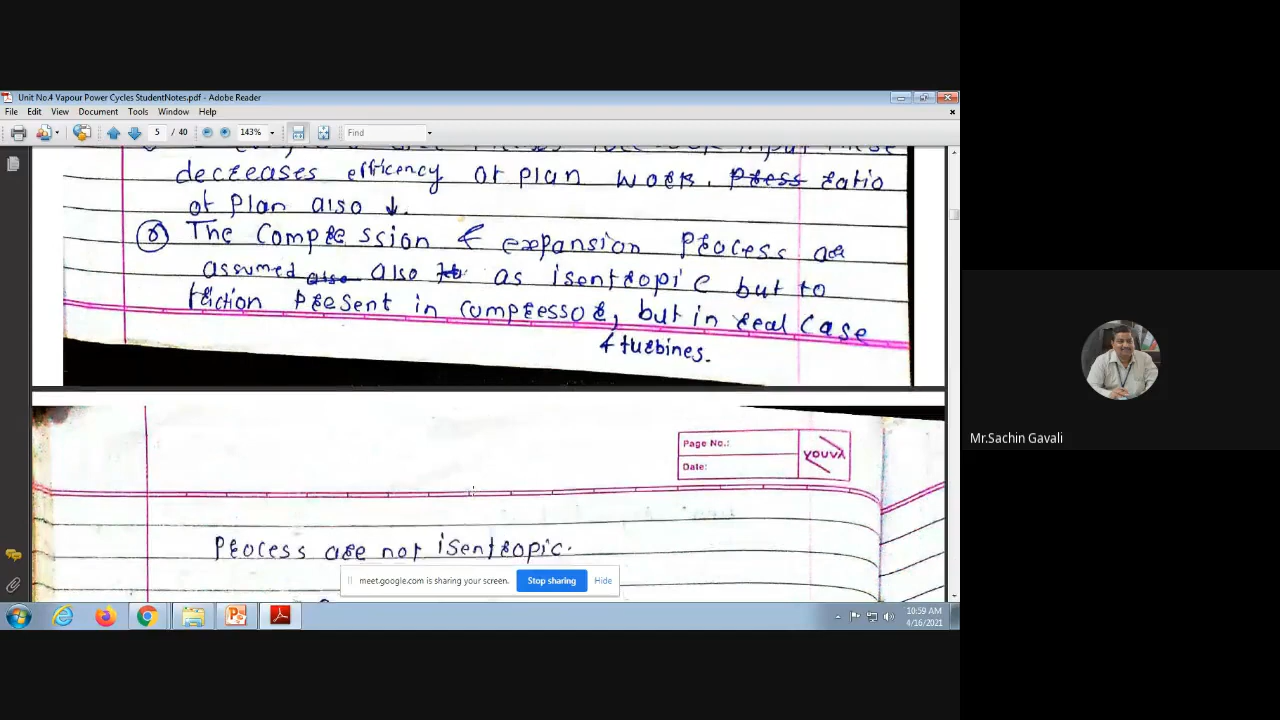 Unit No.4 Vapour Power Cycles StudentNotes.pdf - Adobe Reader
File Edit View Document Tools Window Help
5 / 40 143% Find
decreases efficency of plan work. Press ratio
of plan also ↓.
⑧ The Compression & expansion Process are
assumed also also as isentropic but to
friction present in compressor, but in real Case
& turbines.
Page No.:
Date:
youva
Process are not isentropic.
meet.google.com is sharing your screen. Stop sharing Hide
10:59 AM
4/16/2021
Mr.Sachin Gavali